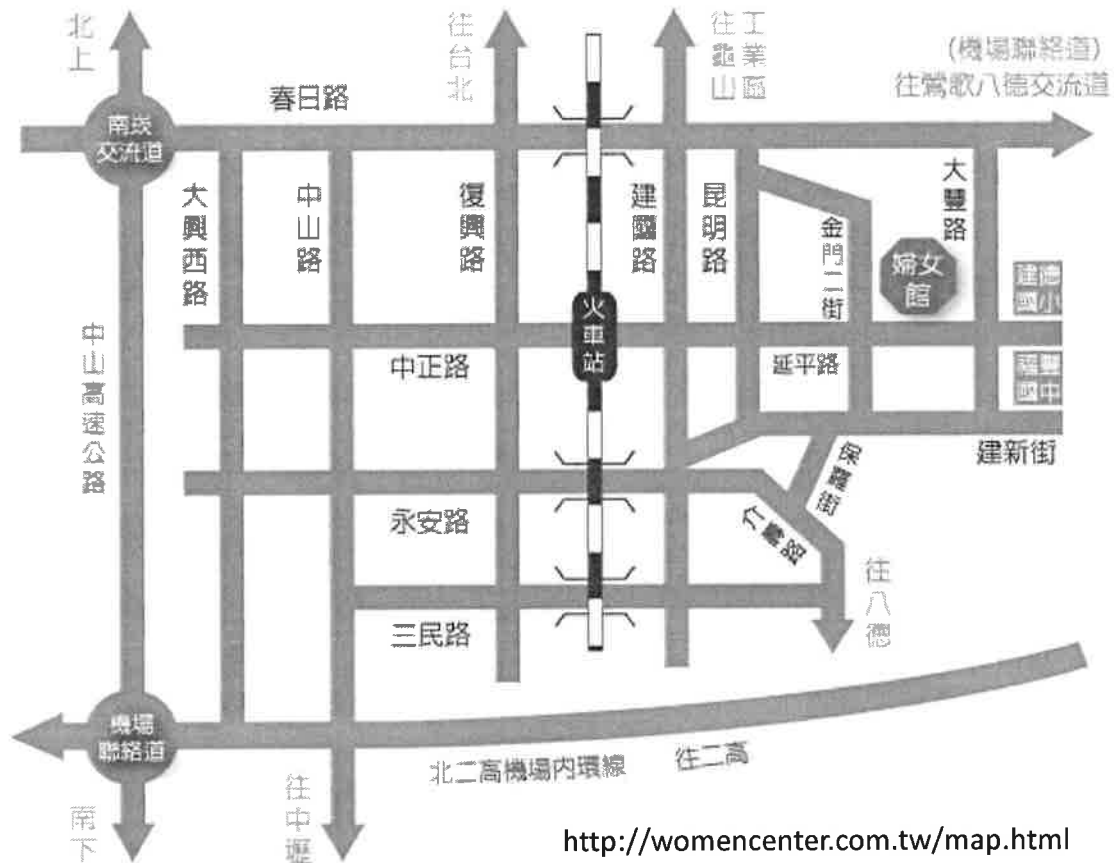 北上
往台北
往龜山
工業區
(機場聯絡道)
往鶯歌八德交流道
春日路
南崁
交流道
大興西路
中山路
復興路
建國路
昆明路
金門二街
大豐路
婦女
館
建德
國小
火車站
中山高速公路
中正路
延平路
福豐
國中
建新街
保羅街
永安路
介壽路
往八德
三民路
機場
聯絡道
北二高機場內環線
往二高
南下
往中壢
http://womencenter.com.tw/map.html